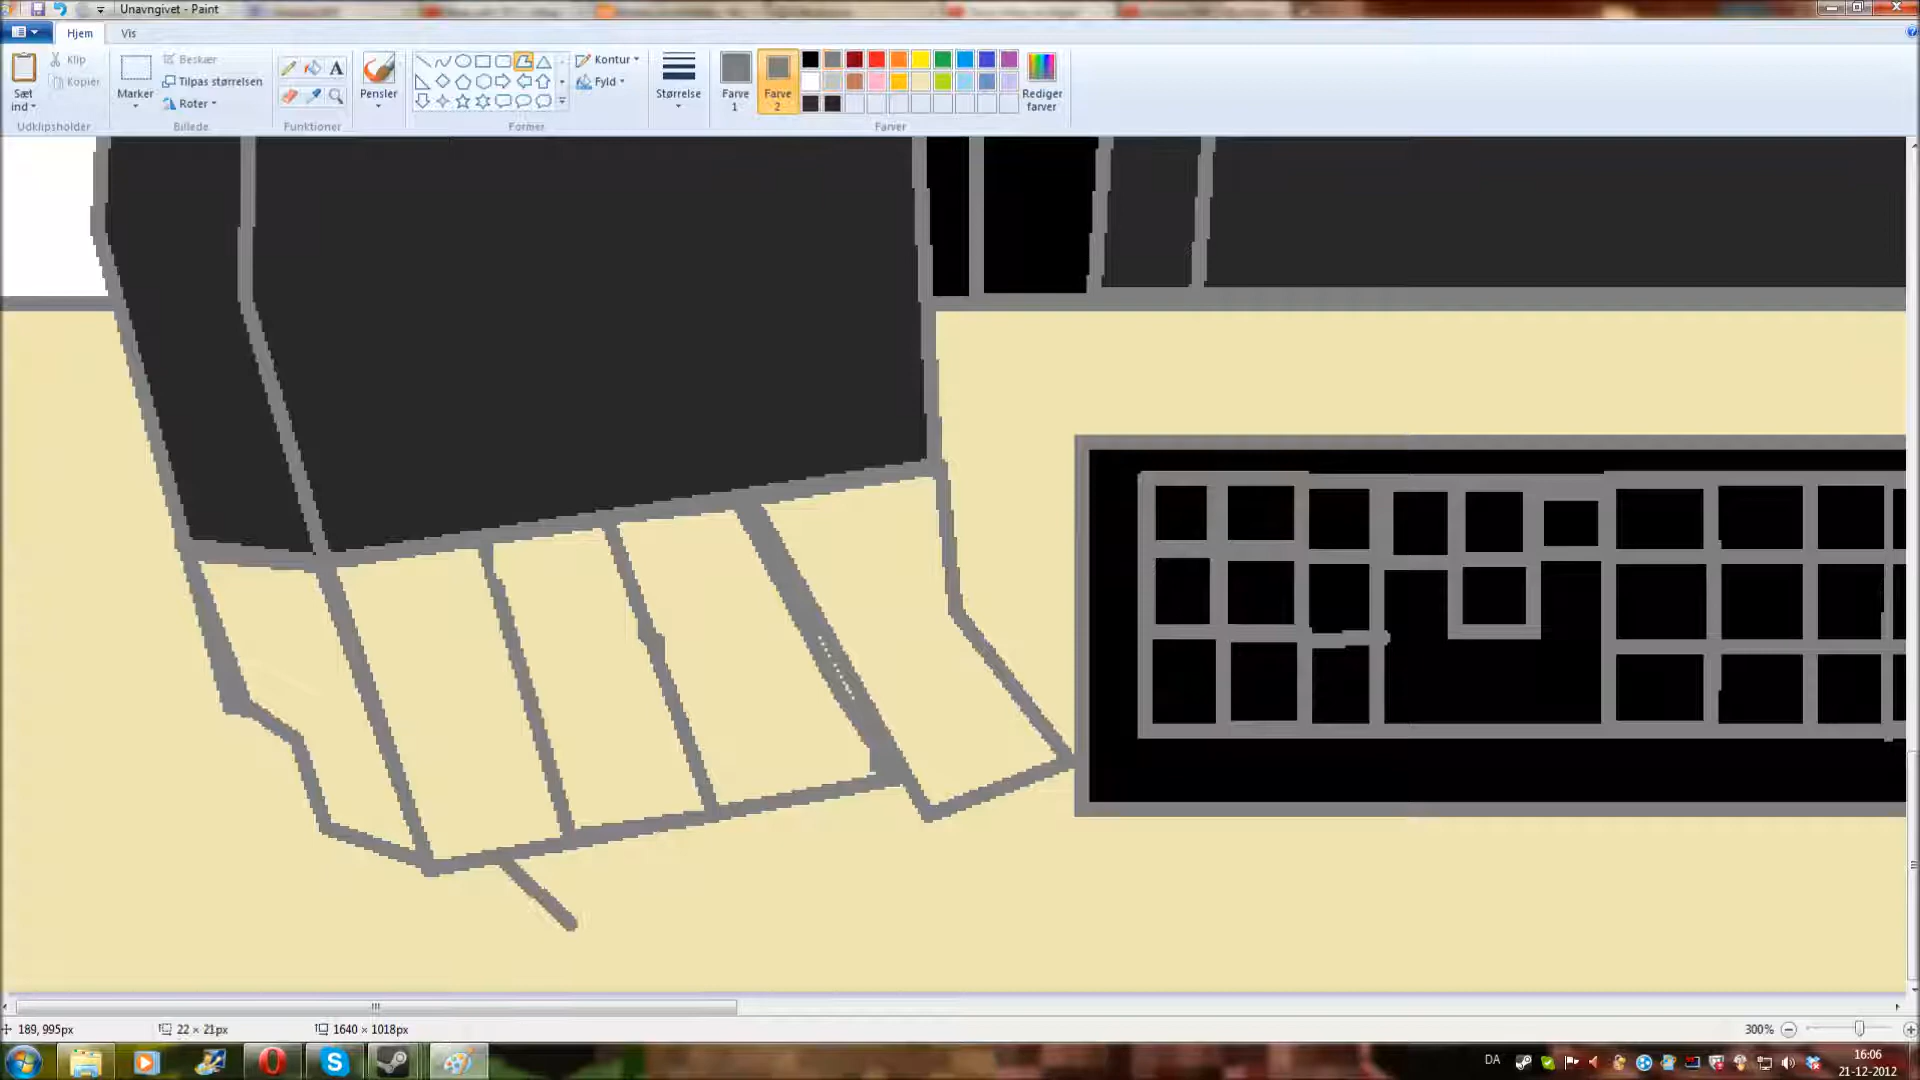 Unavngivet - Paint
Hjem
Vis
Sæt ind
Klip
Kopier
Udklipsholder
Marker
Beskær
Tilpas størrelsen
Roter
Billede
A
Funktioner
Pensler
Kontur
Fyld
Former
Størrelse
Farve 1
Farve 2
Rediger farver
Farver
189, 995px
22 × 21px
1640 × 1018px
300%
DA
16:06
21-12-2012